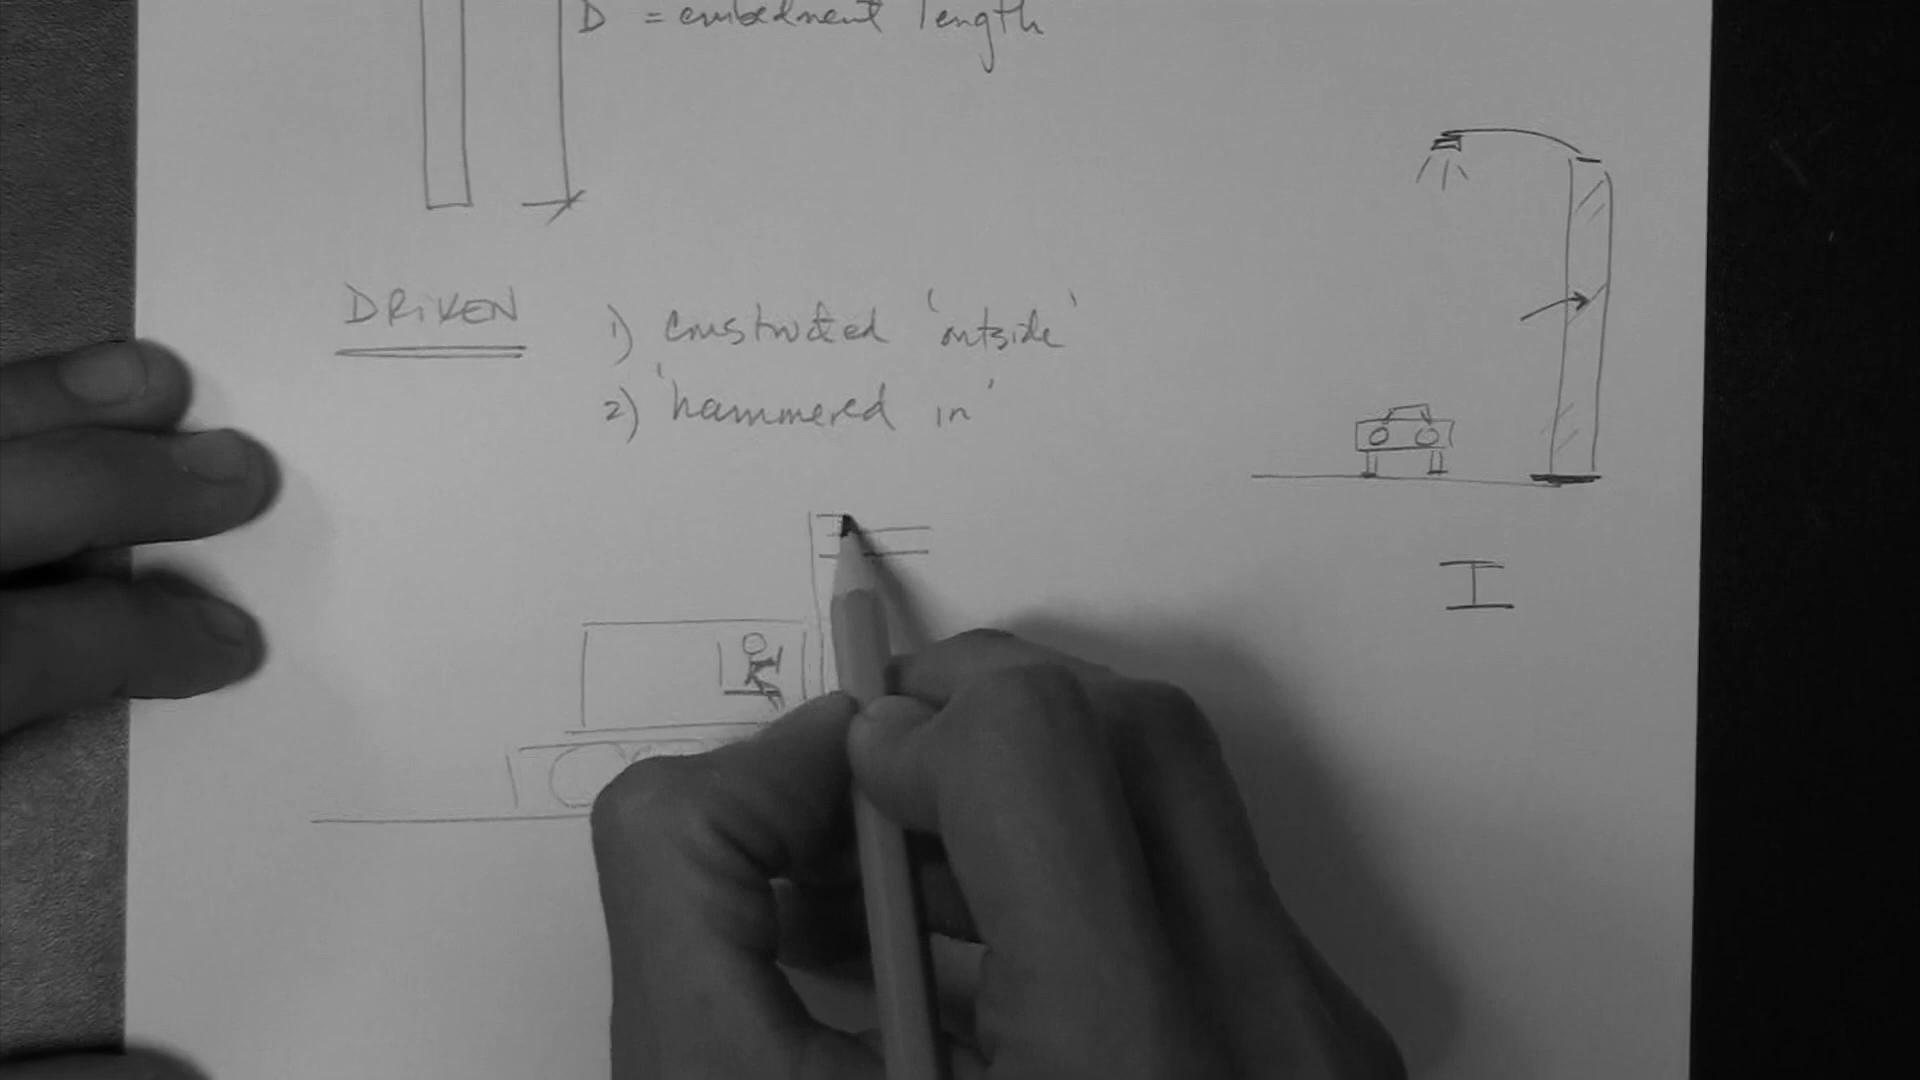 D = embedment length
DRIVEN
1) constructed 'outside'
2) 'hammered in'